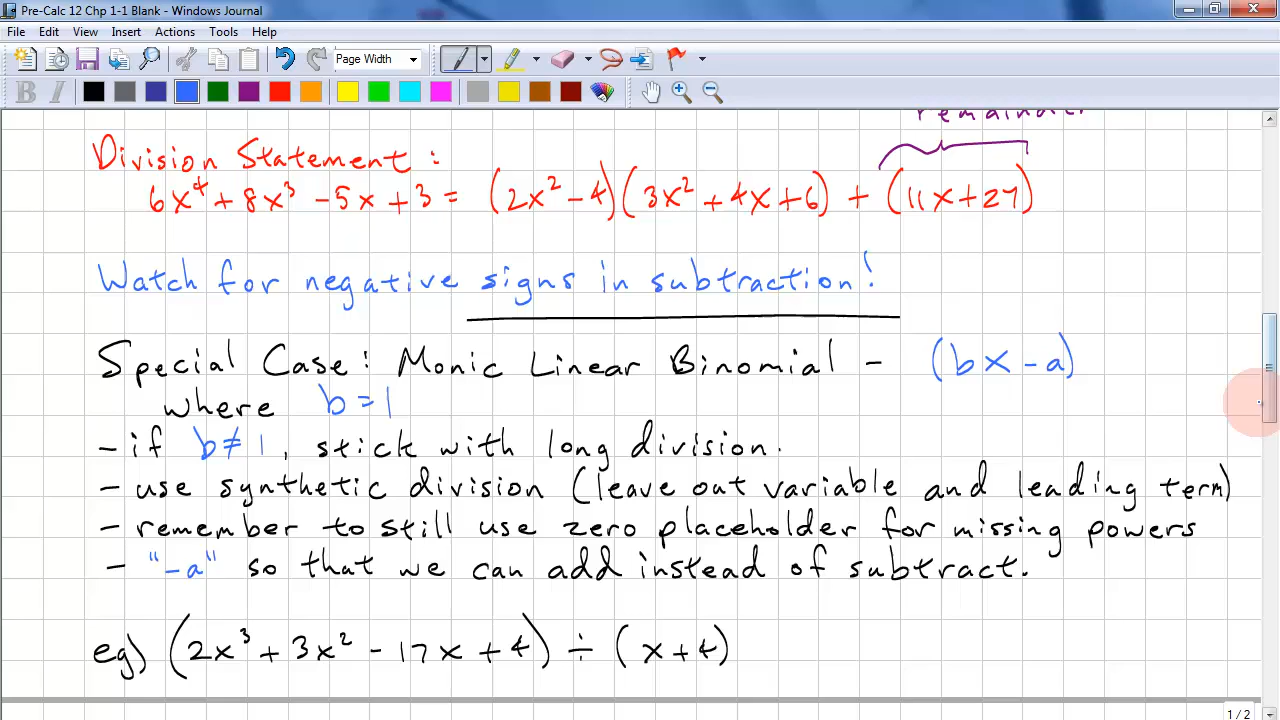 Pre-Calc 12 Chp 1-1 Blank - Windows Journal
File Edit View Insert Actions Tools Help
Page Width
B I
remainder
Division Statement :
6x⁴ + 8x³ - 5x + 3 = (2x² - 4)(3x² + 4x + 6) + (11x + 27)
Watch for negative signs in subtraction!
Special Case : Monic Linear Binomial - (bx - a)
where b = 1
- if b ≠ 1, stick with long division.
- use synthetic division (leave out variable and leading term)
- remember to still use zero placeholder for missing powers
- "-a" so that we can add instead of subtract.
eg) (2x³ + 3x² - 17x + 4) ÷ (x + 4)
1 / 2